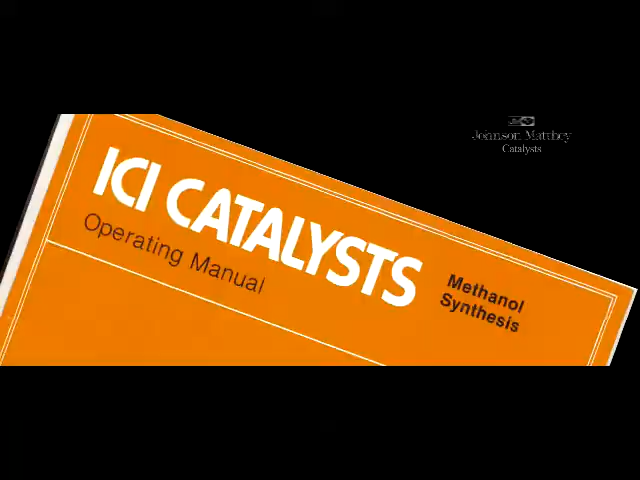 Johnson Matthey
Catalysts
ICI CATALYSTS
Operating Manual
Methanol
Synthesis